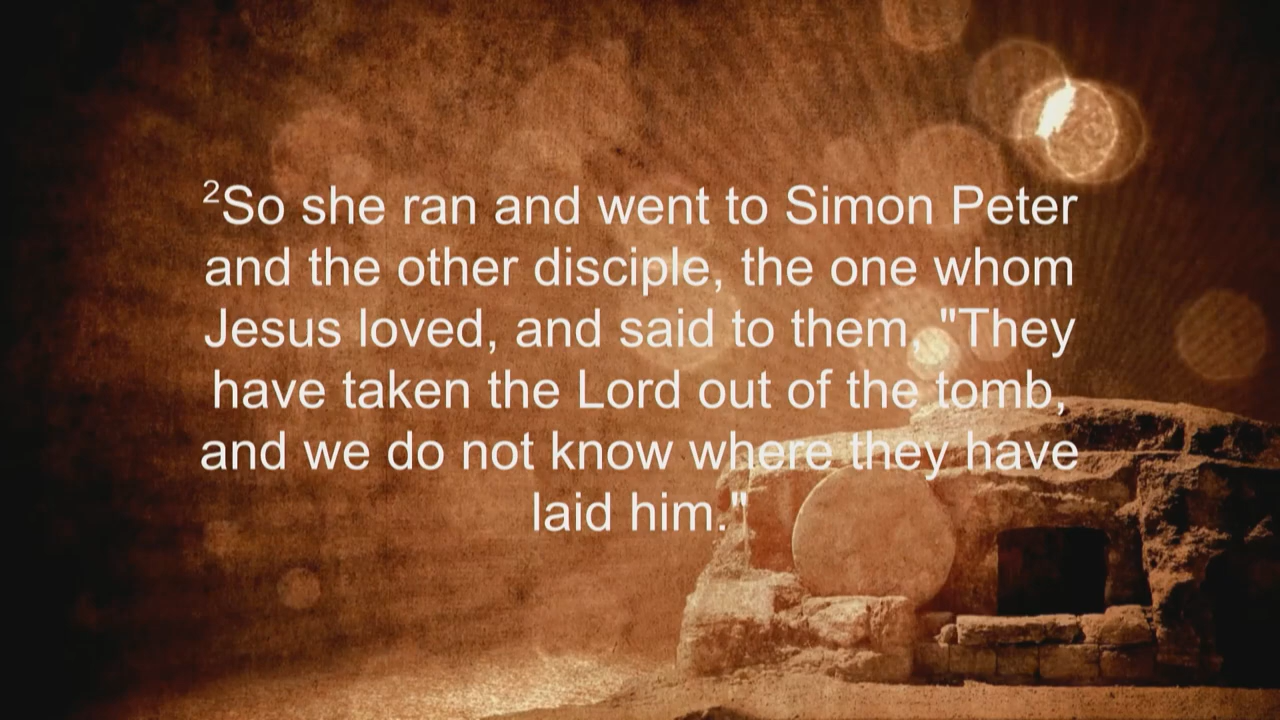 ²So she ran and went to Simon Peter
and the other disciple, the one whom
Jesus loved, and said to them, "They
have taken the Lord out of the tomb,
and we do not know where they have
laid him."